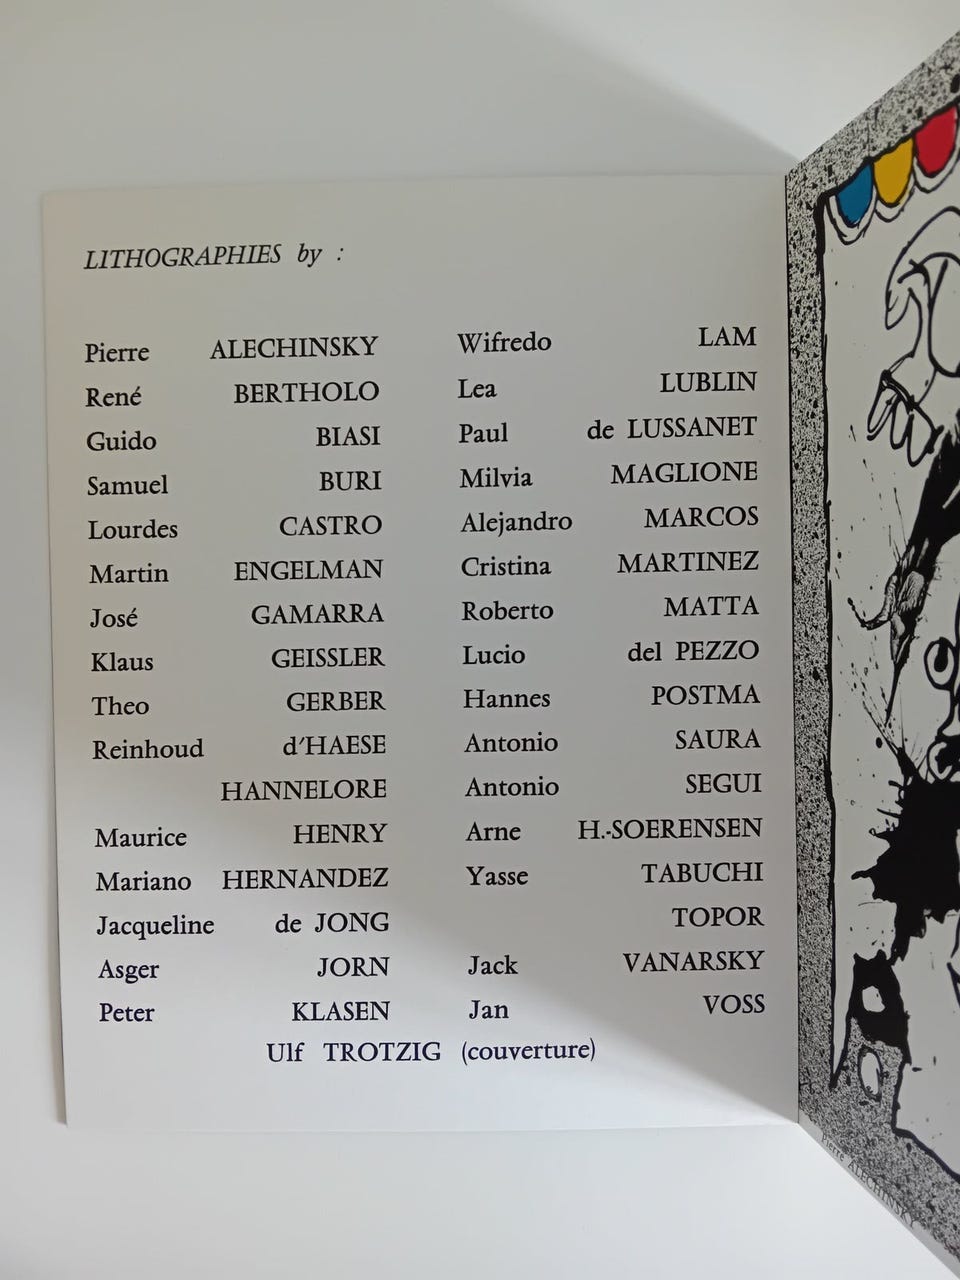 LITHOGRAPHIES by :
Pierre ALECHINSKY
René BERTHOLO
Guido BIASI
Samuel BURI
Lourdes CASTRO
Martin ENGELMAN
José GAMARRA
Klaus GEISSLER
Theo GERBER
Reinhoud d'HAESE
HANNELORE
Maurice HENRY
Mariano HERNANDEZ
Jacqueline de JONG
Asger JORN
Peter KLASEN
Wifredo LAM
Lea LUBLIN
Paul de LUSSANET
Milvia MAGLIONE
Alejandro MARCOS
Cristina MARTINEZ
Roberto MATTA
Lucio del PEZZO
Hannes POSTMA
Antonio SAURA
Antonio SEGUI
Arne H.-SOERENSEN
Yasse TABUCHI
TOPOR
Jack VANARSKY
Jan VOSS
Ulf TROTZIG (couverture)
Pierre ALECHINSKY